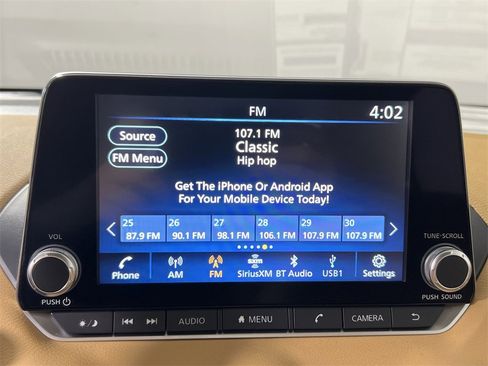 FM
4:02
Source
107.1 FM
Classic
FM Menu
Hip hop
Get The iPhone Or Android App
For Your Mobile Device Today!
25 26 27 28 29 30
87.9 FM 90.1 FM 98.1 FM 106.1 FM 107.9 FM 107.9 FM
VOL
TUNE·SCROLL
sxm
Phone AM FM SiriusXM BT Audio USB1 Settings
PUSH
PUSH SOUND
AUDIO MENU CAMERA